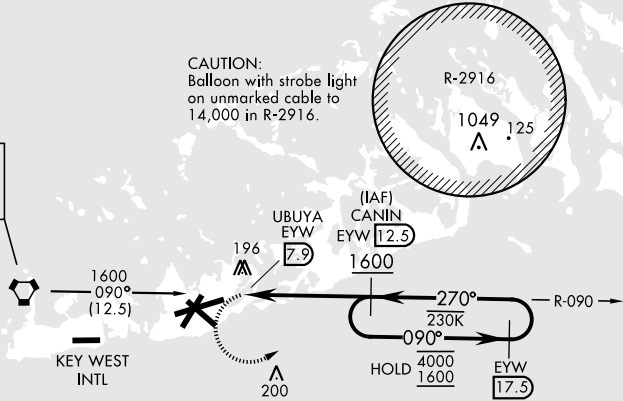 CAUTION:
Balloon with strobe light
on unmarked cable to
14,000 in R-2916.
R-2916
1049
125
(IAF)
CANIN
EYW 12.5
1600
UBUYA
EYW
7.9
196
1600
090°
(12.5)
270°
230K
R-090
090°
HOLD 4000
1600
EYW
17.5
KEY WEST
INTL
200